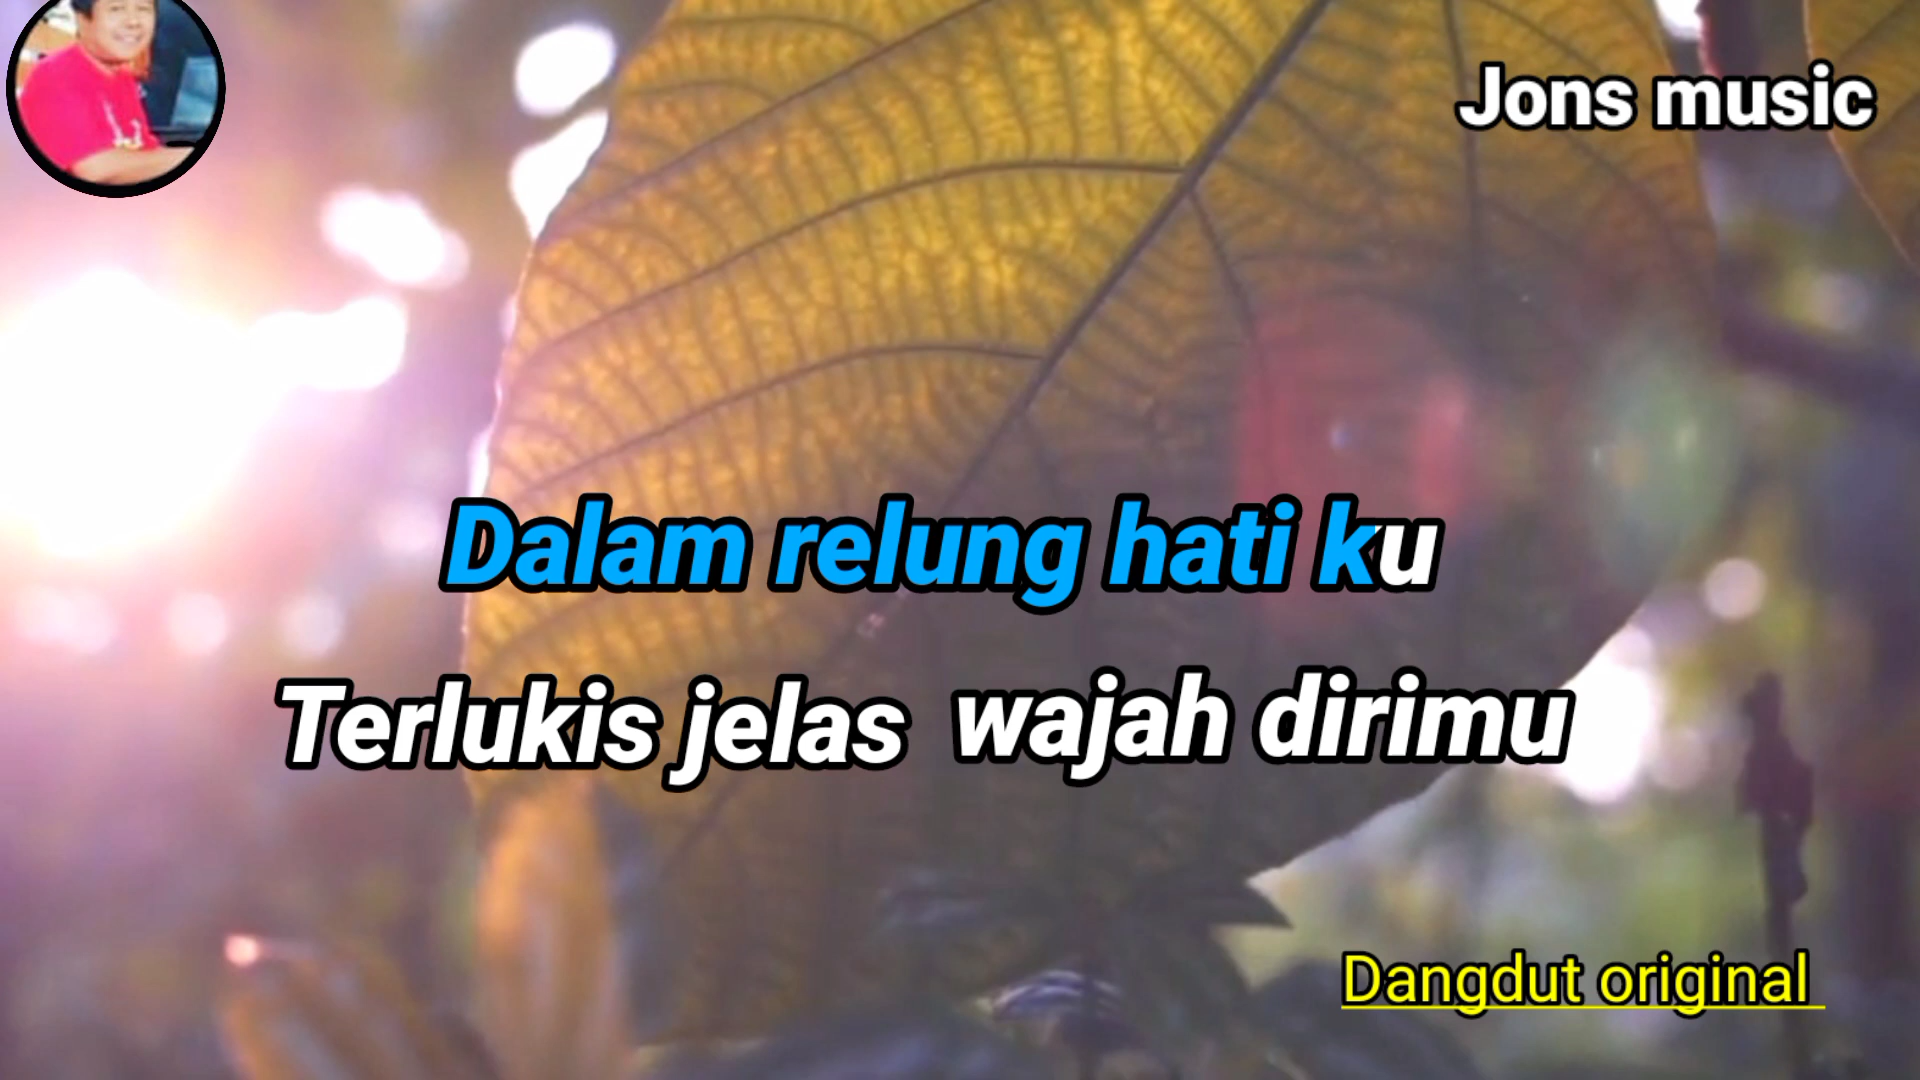 Jons music
Dalam relung hati ku
Terlukis jelas wajah dirimu
Dangdut original